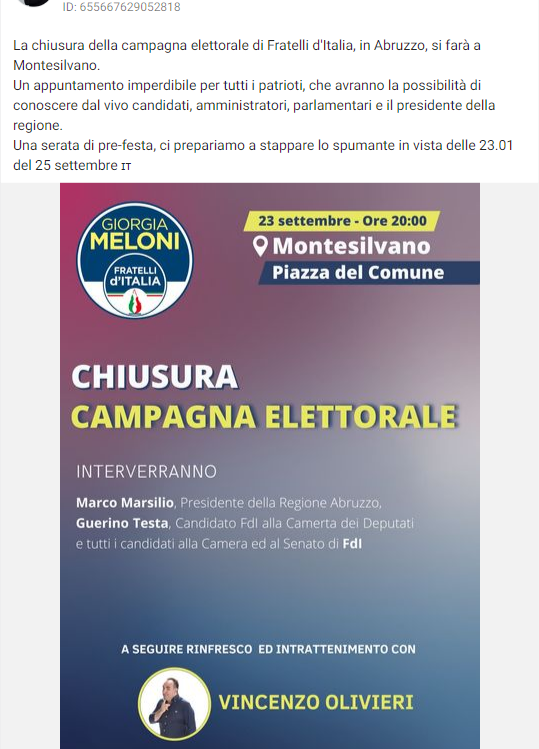 ID: 655667629052818
La chiusura della campagna elettorale di Fratelli d'Italia, in Abruzzo, si farà a
Montesilvano.
Un appuntamento imperdibile per tutti i patrioti, che avranno la possibilità di
conoscere dal vivo candidati, amministratori, parlamentari e il presidente della
regione.
Una serata di pre-festa, ci prepariamo a stappare lo spumante in vista delle 23.01
del 25 settembre IT
GIORGIA
MELONI
FRATELLI
d'ITALIA
23 settembre - Ore 20:00
Montesilvano
Piazza del Comune
CHIUSURA
CAMPAGNA ELETTORALE
INTERVERRANNO
Marco Marsilio, Presidente della Regione Abruzzo,
Guerino Testa, Candidato FdI alla Camerta dei Deputati
e tutti i candidati alla Camera ed al Senato di FdI
A SEGUIRE RINFRESCO ED INTRATTENIMENTO CON
VINCENZO OLIVIERI